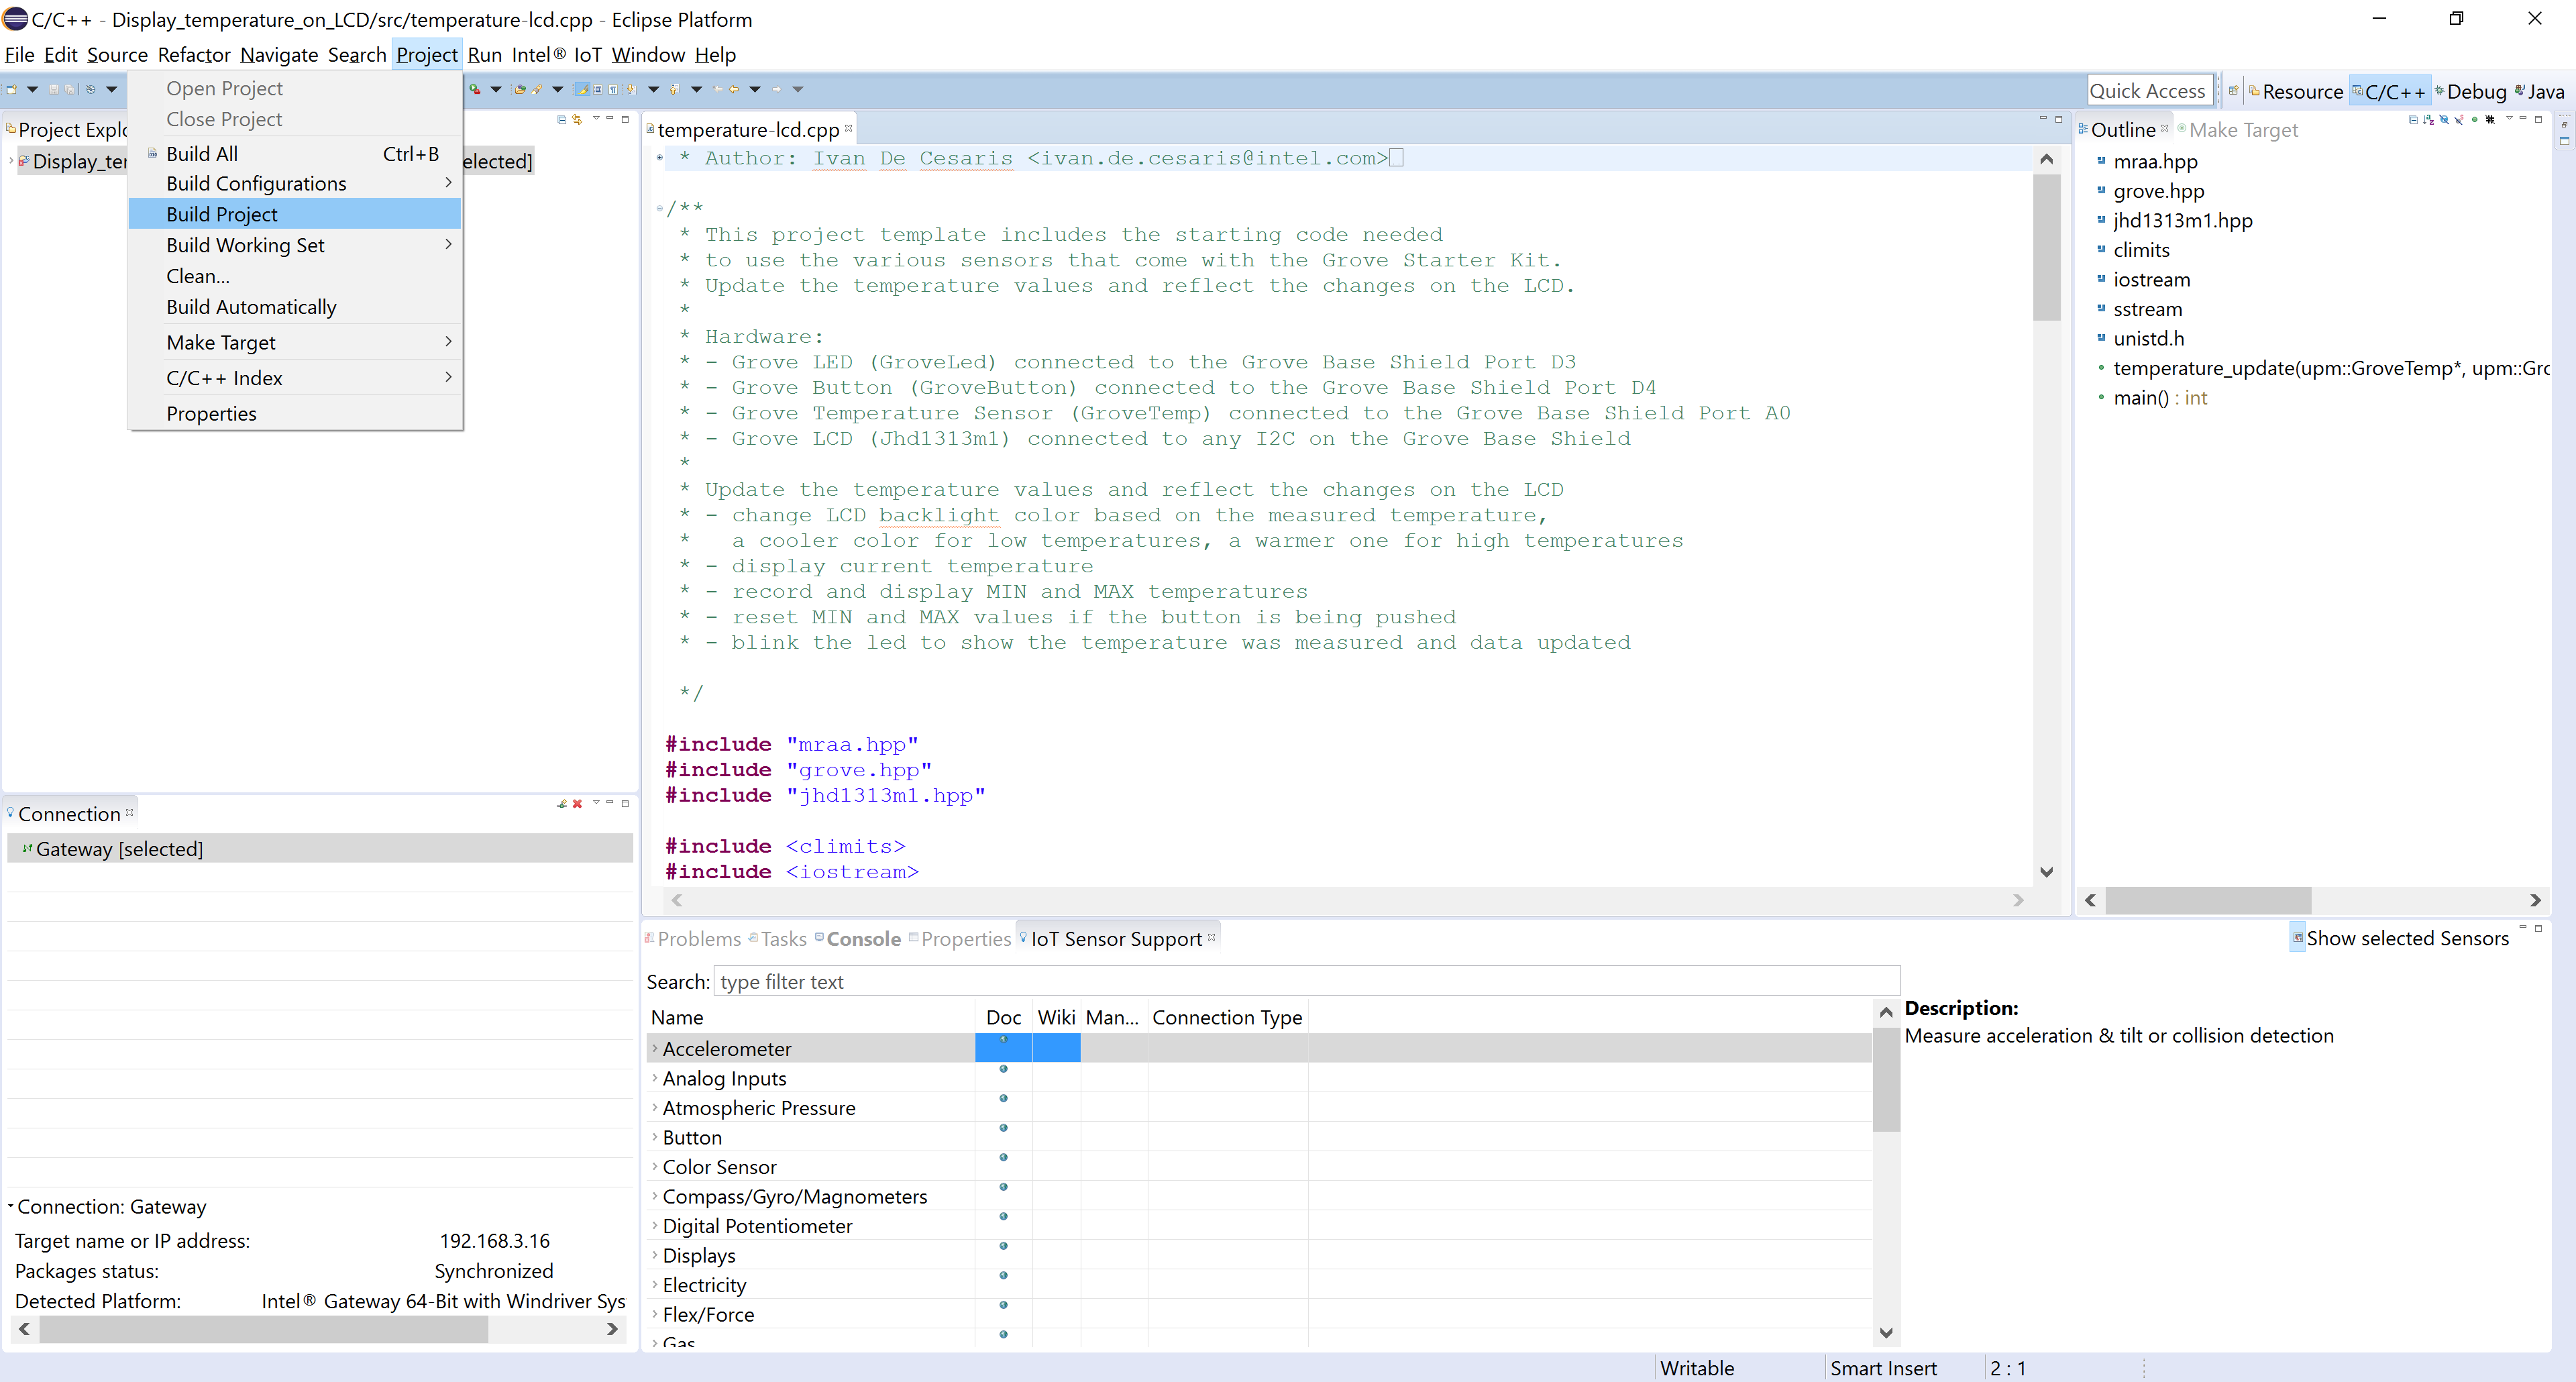 C/C++ - Display_temperature_on_LCD/src/temperature-lcd.cpp - Eclipse Platform
File Edit Source Refactor Navigate Search Project Run Intel® IoT Window Help
Quick Access Resource C/C++ Debug Java
Open Project
Close Project
Build All Ctrl+B
Build Configurations
Build Project
Build Working Set
Clean...
Build Automatically
Make Target
C/C++ Index
Properties
Project Explo
Display_ter
elected]
temperature-lcd.cpp
* Author: Ivan De Cesaris <ivan.de.cesaris@intel.com>
/**
* This project template includes the starting code needed
* to use the various sensors that come with the Grove Starter Kit.
* Update the temperature values and reflect the changes on the LCD.
*
* Hardware:
* - Grove LED (GroveLed) connected to the Grove Base Shield Port D3
* - Grove Button (GroveButton) connected to the Grove Base Shield Port D4
* - Grove Temperature Sensor (GroveTemp) connected to the Grove Base Shield Port A0
* - Grove LCD (Jhd1313m1) connected to any I2C on the Grove Base Shield
*
* Update the temperature values and reflect the changes on the LCD
* - change LCD backlight color based on the measured temperature,
* a cooler color for low temperatures, a warmer one for high temperatures
* - display current temperature
* - record and display MIN and MAX temperatures
* - reset MIN and MAX values if the button is being pushed
* - blink the led to show the temperature was measured and data updated
*/
#include "mraa.hpp"
#include "grove.hpp"
#include "jhd1313m1.hpp"
#include <climits>
#include <iostream>
Outline Make Target
mraa.hpp
grove.hpp
jhd1313m1.hpp
climits
iostream
sstream
unistd.h
temperature_update(upm::GroveTemp*, upm::Grc
main() : int
Connection
Gateway [selected]
Connection: Gateway
Target name or IP address: 192.168.3.16
Packages status: Synchronized
Detected Platform: Intel® Gateway 64-Bit with Windriver Sys
Problems Tasks Console Properties IoT Sensor Support
Show selected Sensors
Search: type filter text
Name Doc Wiki Man... Connection Type
Accelerometer
Analog Inputs
Atmospheric Pressure
Button
Color Sensor
Compass/Gyro/Magnometers
Digital Potentiometer
Displays
Electricity
Flex/Force
Gas
Description:
Measure acceleration & tilt or collision detection
Writable Smart Insert 2 : 1